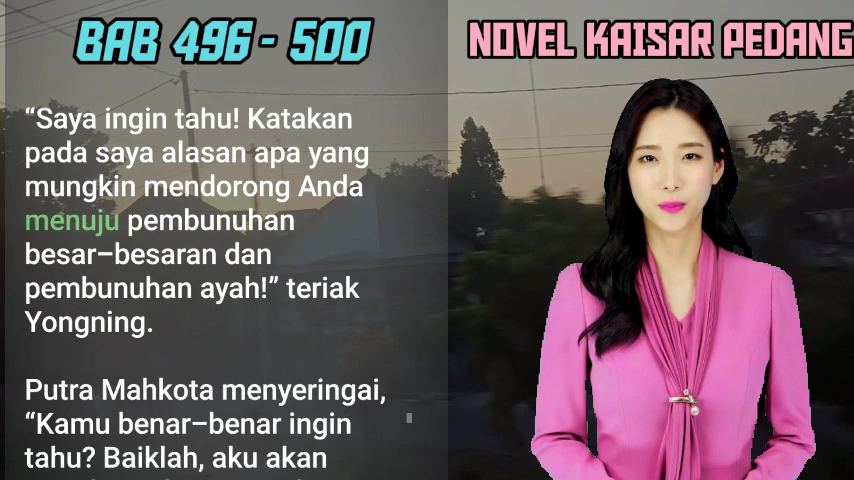 BAB 496 - 500
NOVEL KAISAR PEDANG
“Saya ingin tahu! Katakan
pada saya alasan apa yang
mungkin mendorong Anda
menuju pembunuhan
besar–besaran dan
pembunuhan ayah!” teriak
Yongning.
Putra Mahkota menyeringai,
“Kamu benar–benar ingin
tahu? Baiklah, aku akan